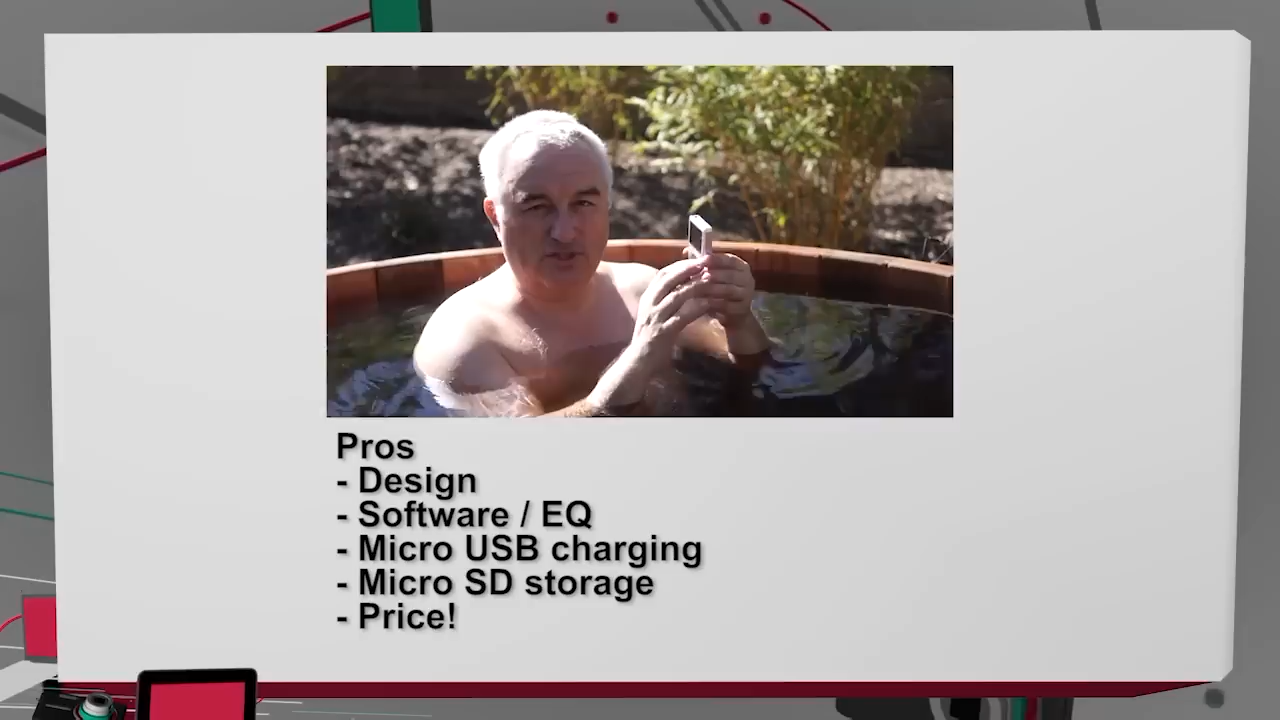 Pros
- Design
- Software / EQ
- Micro USB charging
- Micro SD storage
- Price!